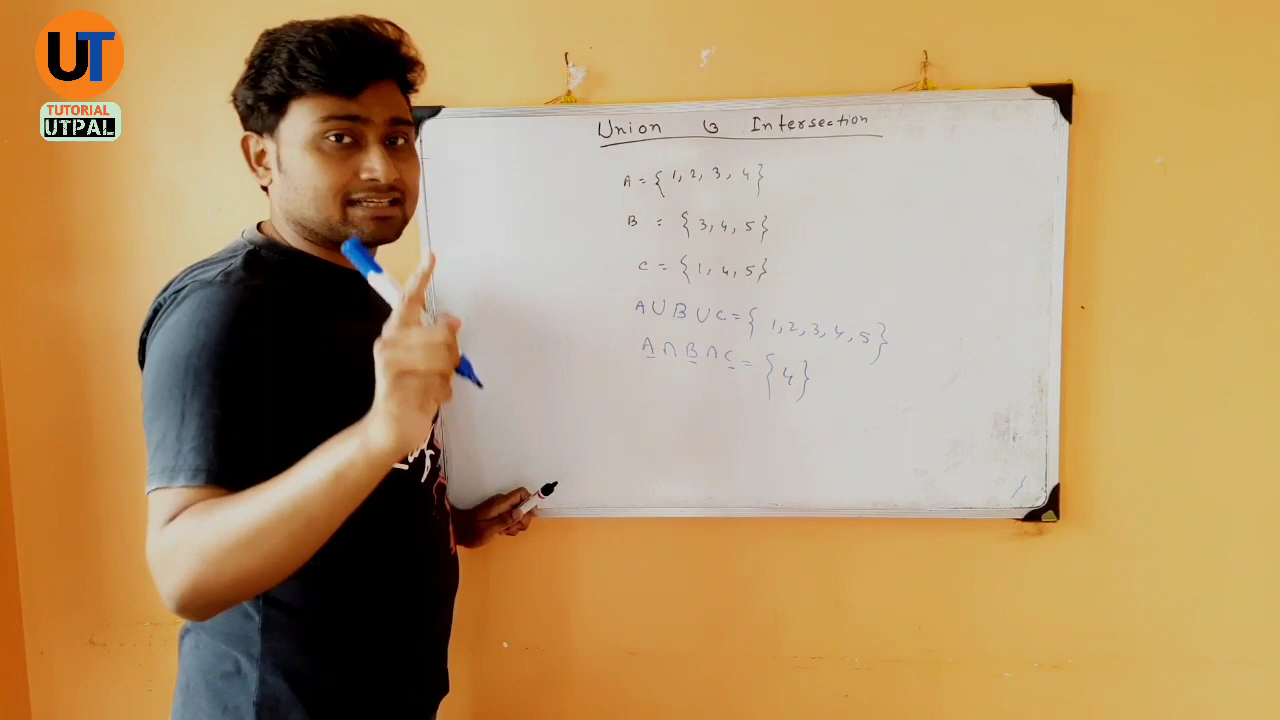 UT
TUTORIAL
UTPAL
Union ও Intersection
A = { 1, 2, 3, 4 }
B = { 3, 4, 5 }
C = { 1, 4, 5 }
A ∪ B ∪ C = { 1, 2, 3, 4, 5 }
A ∩ B ∩ C = { 4 }